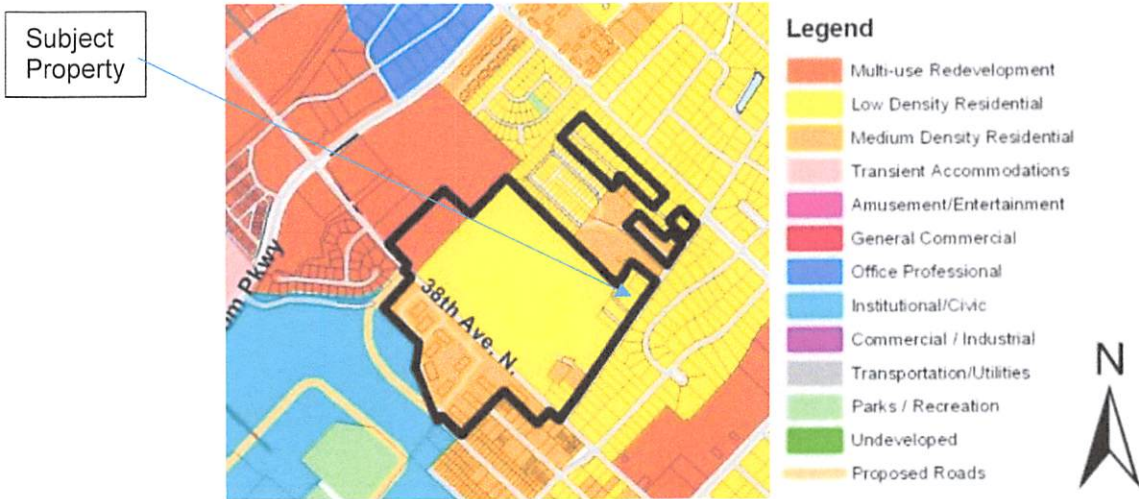 Subject
Property
38th Ave. N.
Pkwy
Legend
Multi-use Redevelopment
Low Density Residential
Medium Density Residential
Transient Accommodations
Amusement/Entertainment
General Commercial
Office Professional
Institutional/Civic
Commercial / Industrial
Transportation/Utilities
Parks / Recreation
Undeveloped
Proposed Roads
N